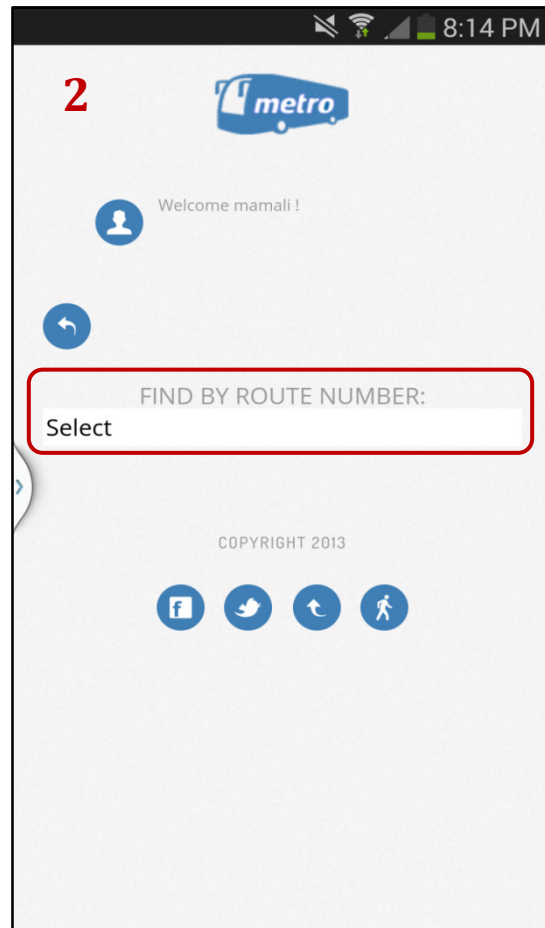 8:14 PM
2
metro
Welcome mamali !
FIND BY ROUTE NUMBER:
Select
COPYRIGHT 2013
f